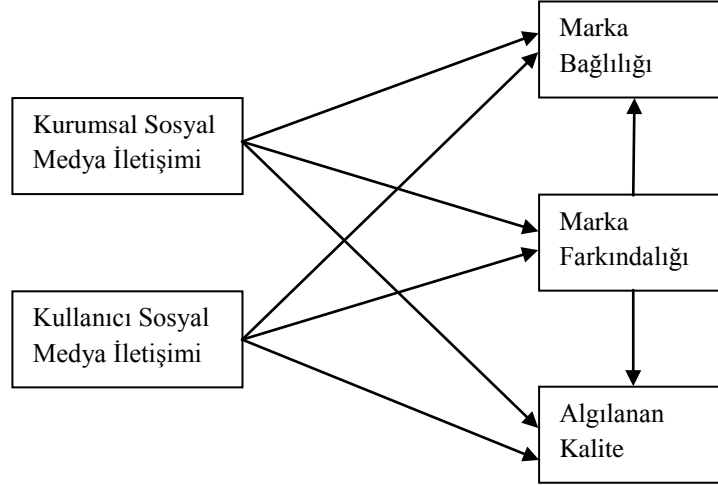 Kurumsal Sosyal
Medya İletişimi
Kullanıcı Sosyal
Medya İletişimi
Marka
Bağlılığı
Marka
Farkındalığı
Algılanan
Kalite